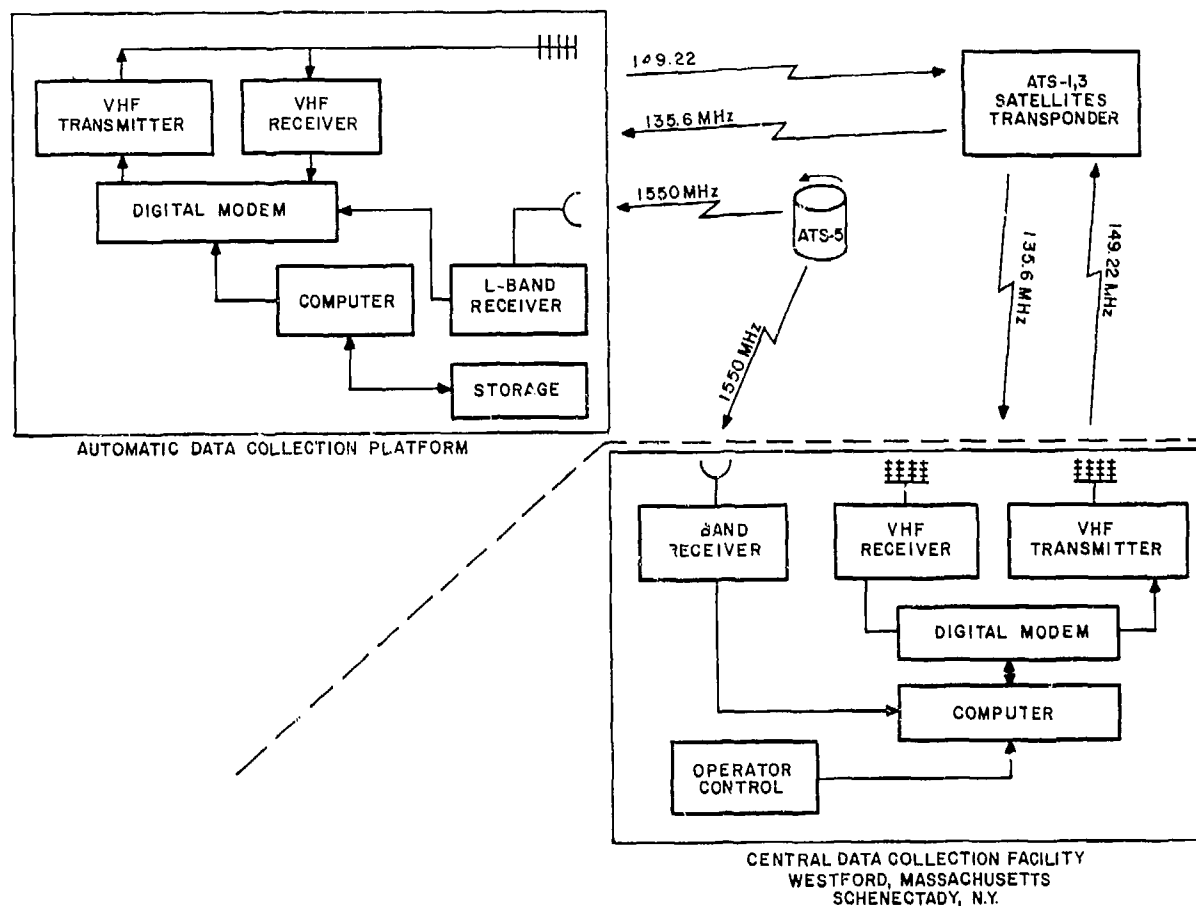 VHF
TRANSMITTER
VHF
RECEIVER
DIGITAL MODEM
COMPUTER
L-BAND
RECEIVER
STORAGE
AUTOMATIC DATA COLLECTION PLATFORM
149.22
135.6 MHz
1550 MHz
ATS-1,3
SATELLITES
TRANSPONDER
ATS-5
1550 MHz
135.6 MHz
149.22 MHz
BAND
RECEIVER
VHF
RECEIVER
VHF
TRANSMITTER
DIGITAL MODEM
COMPUTER
OPERATOR
CONTROL
CENTRAL DATA COLLECTION FACILITY
WESTFORD, MASSACHUSETTS
SCHENECTADY, N.Y.